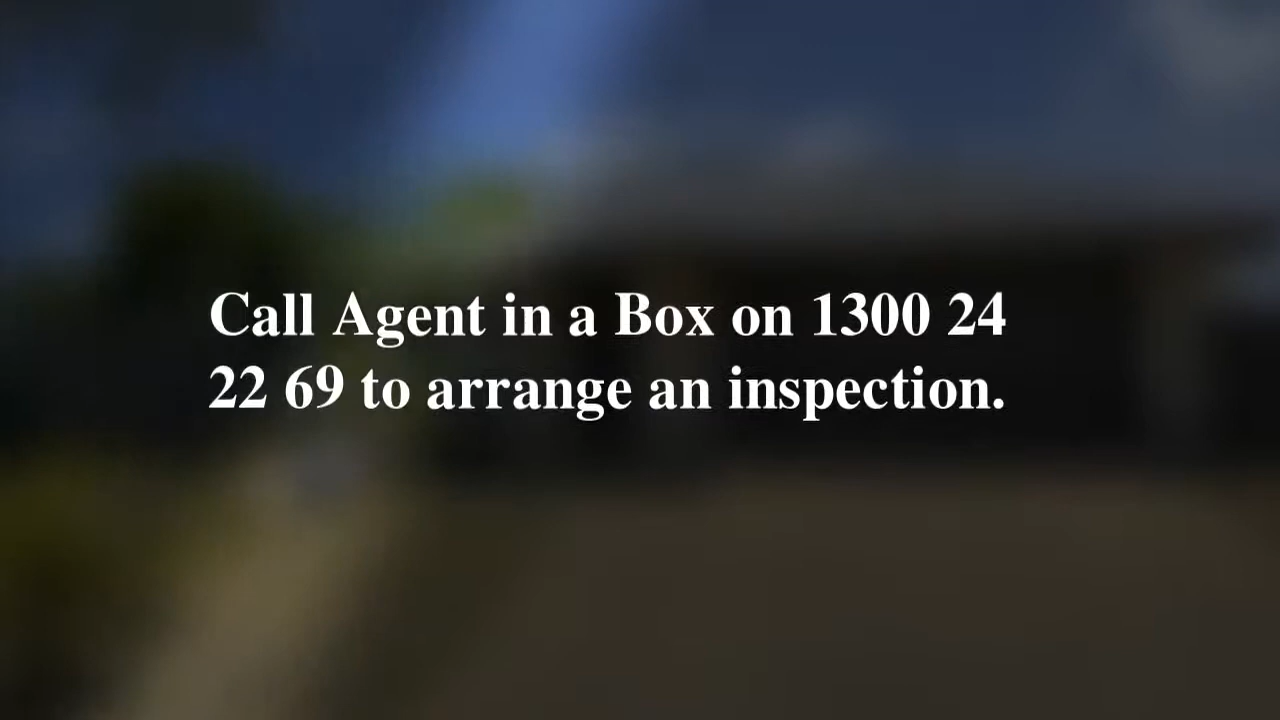 Call Agent in a Box on 1300 24
22 69 to arrange an inspection.